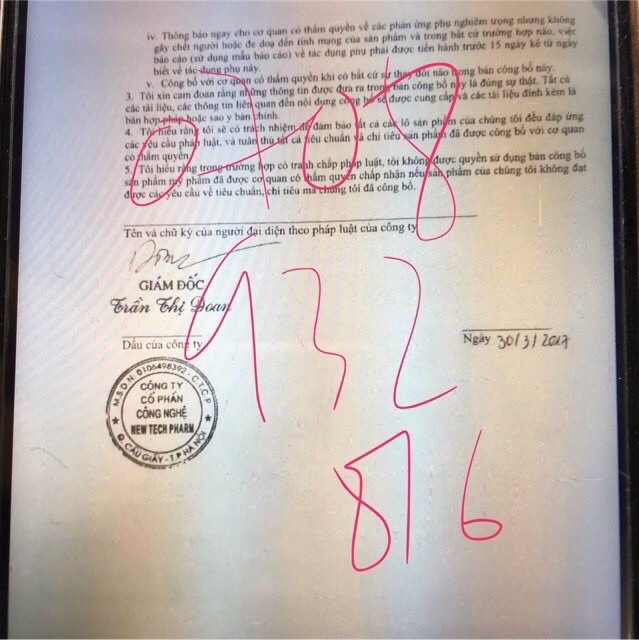 iv. Thông báo ngay cho cơ quan có thẩm quyền về các phản ứng phụ nghiêm trọng nhưng không
gây chết người hoặc đe doạ đến tính mạng của sản phẩm và trong bất cứ trường hợp nào, việc
báo cáo (sử dụng mẫu báo cáo) về tác dụng phụ phải được tiến hành trước 15 ngày kể từ ngày
biết về tác dụng phụ này.
v. Công bố với cơ quan có thẩm quyền khi có bất cứ sự thay đổi nào trong bản công bố này.
3. Tôi xin cam đoan rằng những thông tin được đưa ra trong bản công bố này là đúng sự thật. Tất cả
các tài liệu, các thông tin liên quan đến nội dung công bố sẽ được cung cấp và các tài liệu đính kèm là
bản hợp pháp hoặc sao y bản chính.
4. Tôi hiểu rằng tôi sẽ có trách nhiệm để đảm bảo tất cả các lô sản phẩm của chúng tôi đều đáp ứng
các yêu cầu pháp luật, và tuân thủ tất cả tiêu chuẩn và chỉ tiêu sản phẩm đã được công bố với cơ quan
có thẩm quyền
5. Tôi hiểu rằng trong trường hợp có tranh chấp pháp luật, tôi không được quyền sử dụng bản công bố
sản phẩm mỹ phẩm đã được cơ quan có thẩm quyền chấp nhận nếu sản phẩm của chúng tôi không đạt
được các yêu cầu về tiêu chuẩn, chỉ tiêu mà chúng tôi đã công bố.
0708
Tên và chữ ký của người đại diện theo pháp luật của công ty
GIÁM ĐỐC
Trần Thị Đoan
932
Dấu của công ty
Ngày 30/3/2017
M.S.D.N: 0106498392 - C.T.C.P
CÔNG TY
CỔ PHẦN
CÔNG NGHỆ
NEW TECH PHARM
Q. CẦU GIẤY - T.P HÀ NỘI
876